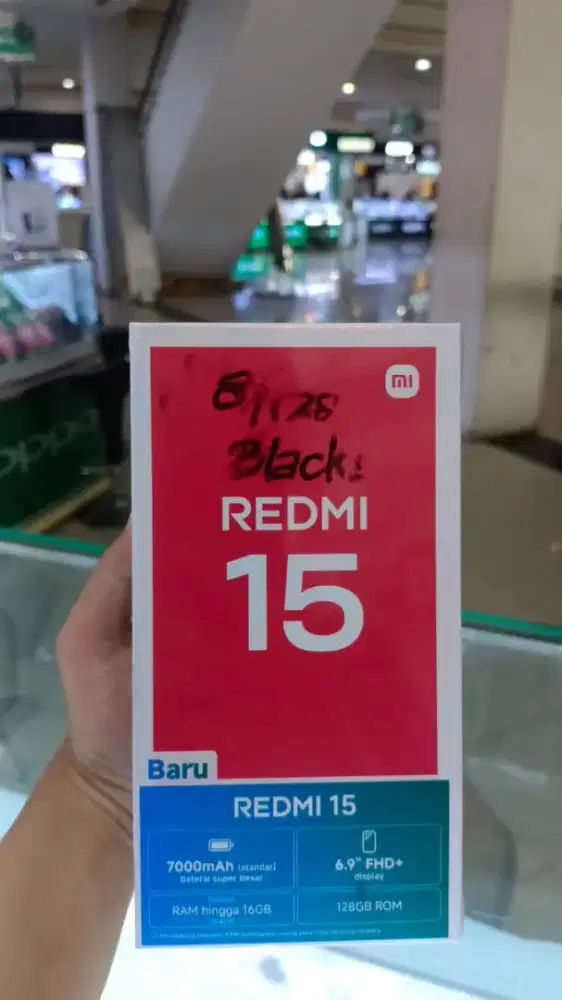 oppo
mi
8/128
Black
REDMI
15
Baru
REDMI 15
7000mAh (standar)
baterai super besar
6.9" FHD+
display
RAM hingga 16GB
128GB ROM